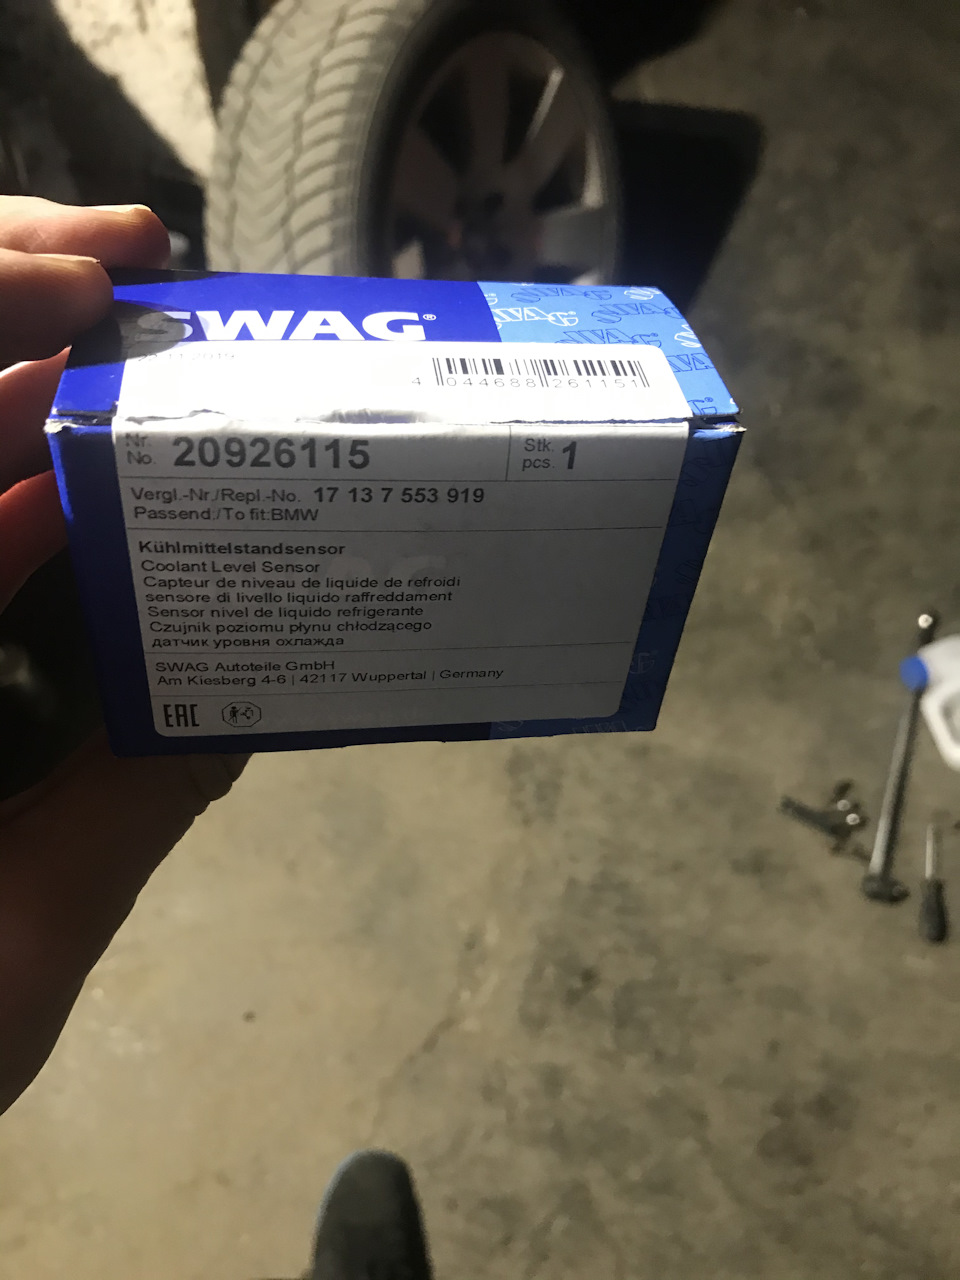 SWAG®
4 044688 261151
Nr.
No. 20926115
Stk.
pcs. 1
Vergl.-Nr./Repl.-No. 17 13 7 553 919
Passend:/To fit:BMW
Kühlmittelstandsensor
Coolant Level Sensor
Capteur de niveau de liquide de refroidi
sensore di livello liquido raffreddament
Sensor nivel de liquido refrigerante
Czujnik poziomu płynu chłodzącego
датчик уровня охлажда
SWAG Autoteile GmbH
Am Kiesberg 4-6 | 42117 Wuppertal | Germany
EAC